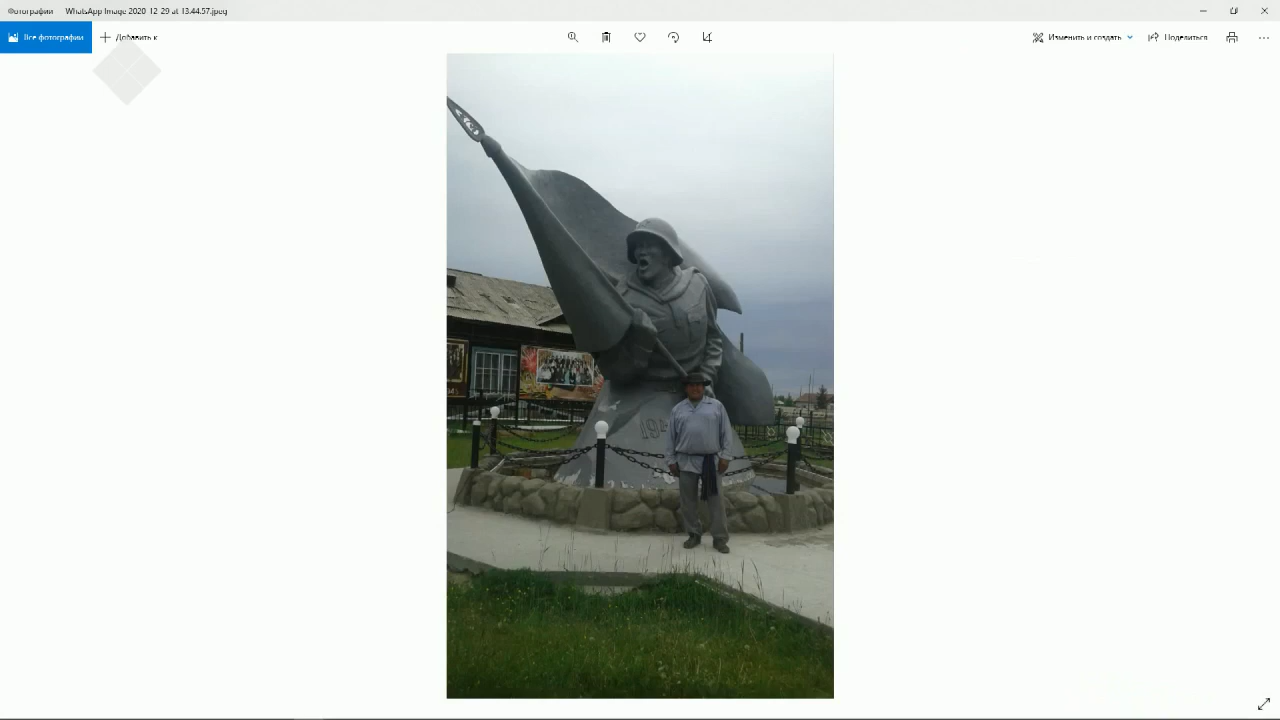 Фотографии   WhatsApp Image 2020-12-29 at 13.44.57.jpeg
Все фотографии
Добавить к
Изменить и создать
Поделиться